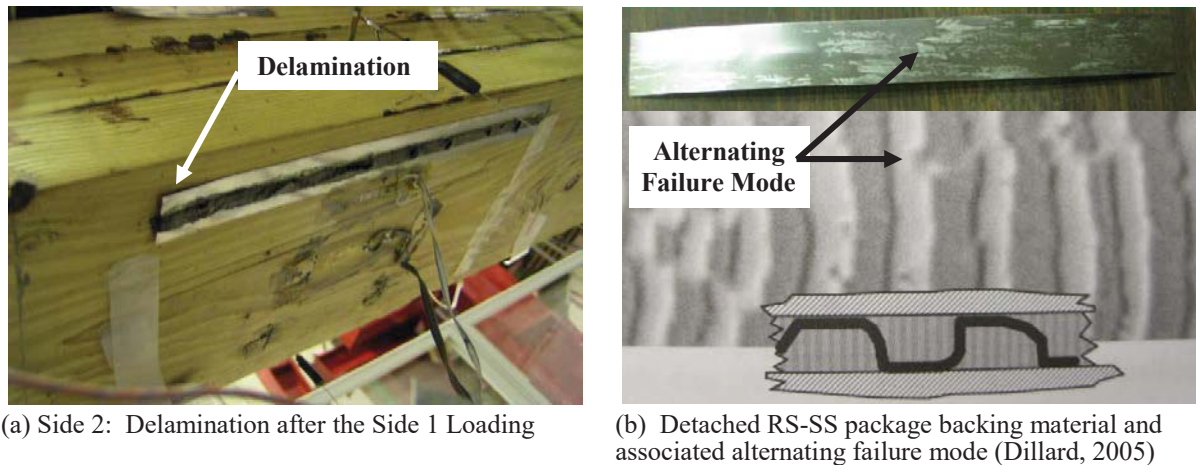 Delamination
Alternating
Failure Mode
(a) Side 2: Delamination after the Side 1 Loading
(b) Detached RS-SS package backing material and
associated alternating failure mode (Dillard, 2005)